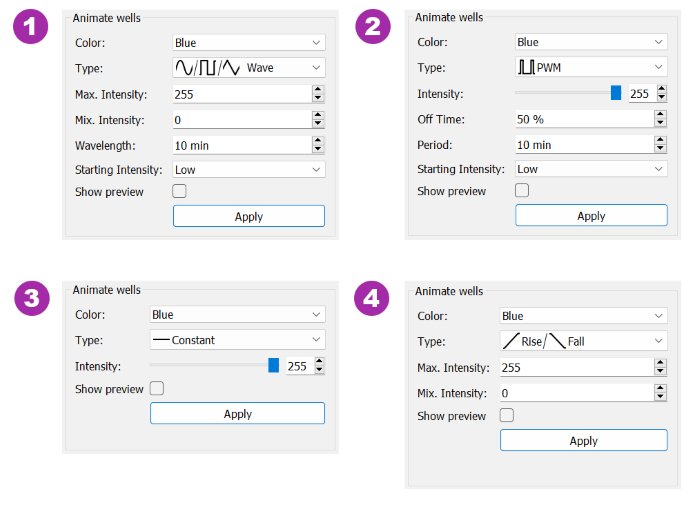 1
Animate wells
Color: Blue
Type: Wave
Max. Intensity: 255
Mix. Intensity: 0
Wavelength: 10 min
Starting Intensity: Low
Show preview
Apply
2
Animate wells
Color: Blue
Type: PWM
Intensity: 255
Off Time: 50 %
Period: 10 min
Starting Intensity: Low
Show preview
Apply
3
Animate wells
Color: Blue
Type: Constant
Intensity: 255
Show preview
Apply
4
Animate wells
Color: Blue
Type: Rise/ Fall
Max. Intensity: 255
Mix. Intensity: 0
Show preview
Apply